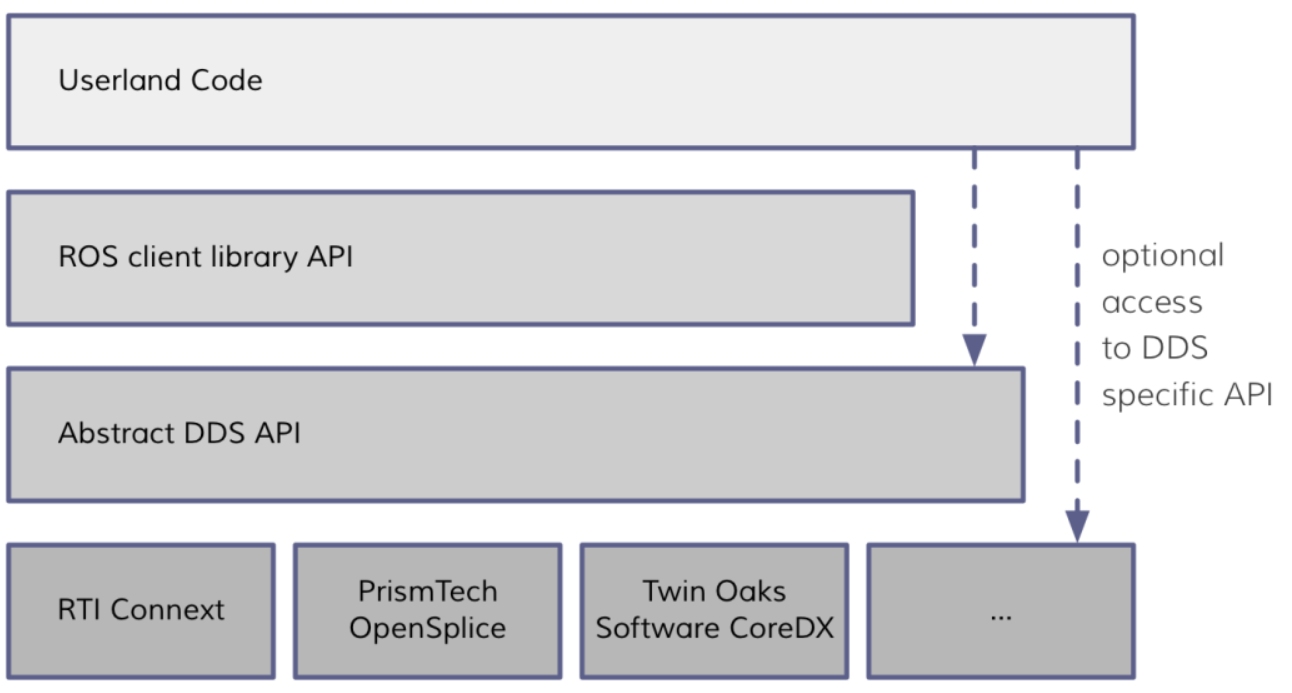 Userland Code
ROS client library API
optional
access
to DDS
specific API
Abstract DDS API
RTI Connext
PrismTech
OpenSplice
Twin Oaks
Software CoreDX
...